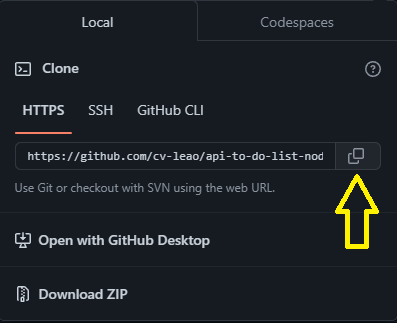 Local
Codespaces
Clone
HTTPS
SSH
GitHub CLI
https://github.com/cv-leao/api-to-do-list-nod
Use Git or checkout with SVN using the web URL.
Open with GitHub Desktop
Download ZIP